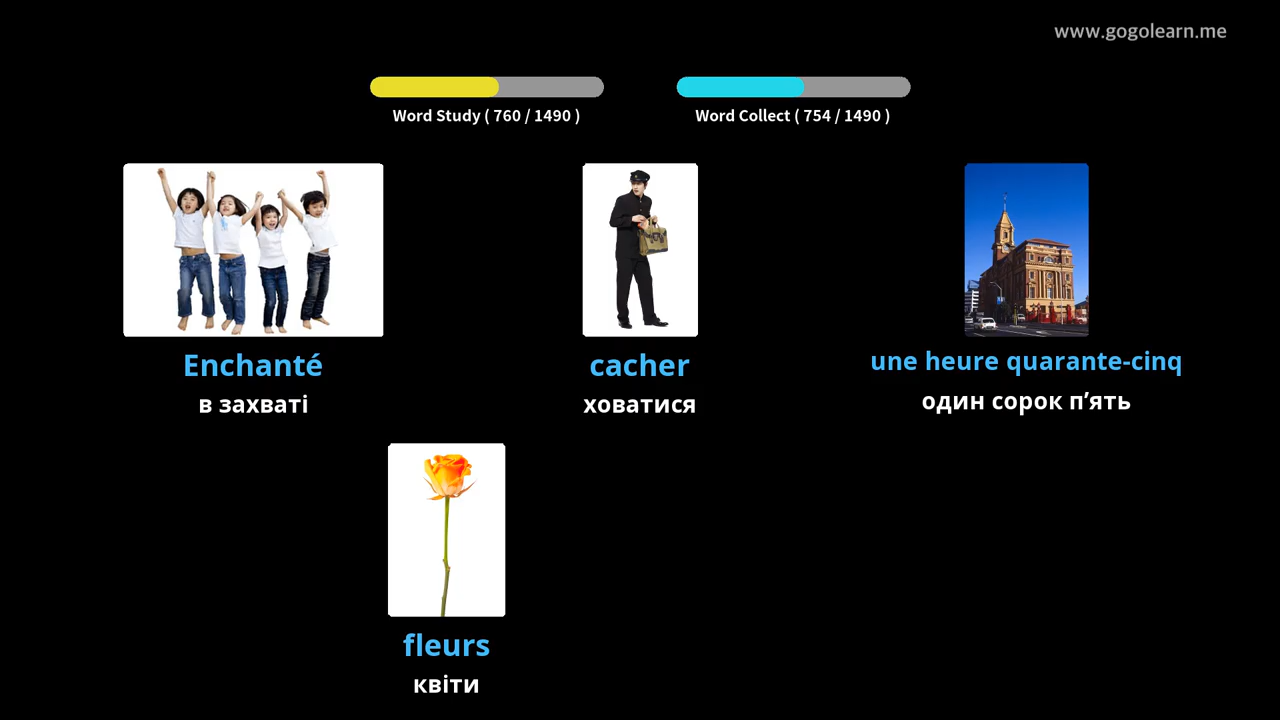 www.gogolearn.me
Word Study ( 760 / 1490 )
Word Collect ( 754 / 1490 )
Enchanté
в захваті
cacher
ховатися
une heure quarante-cinq
один сорок п’ять
fleurs
квіти